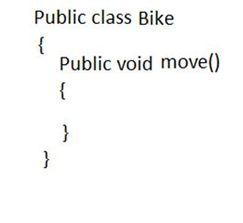 Public class Bike
{
Public void move()
{
}
}